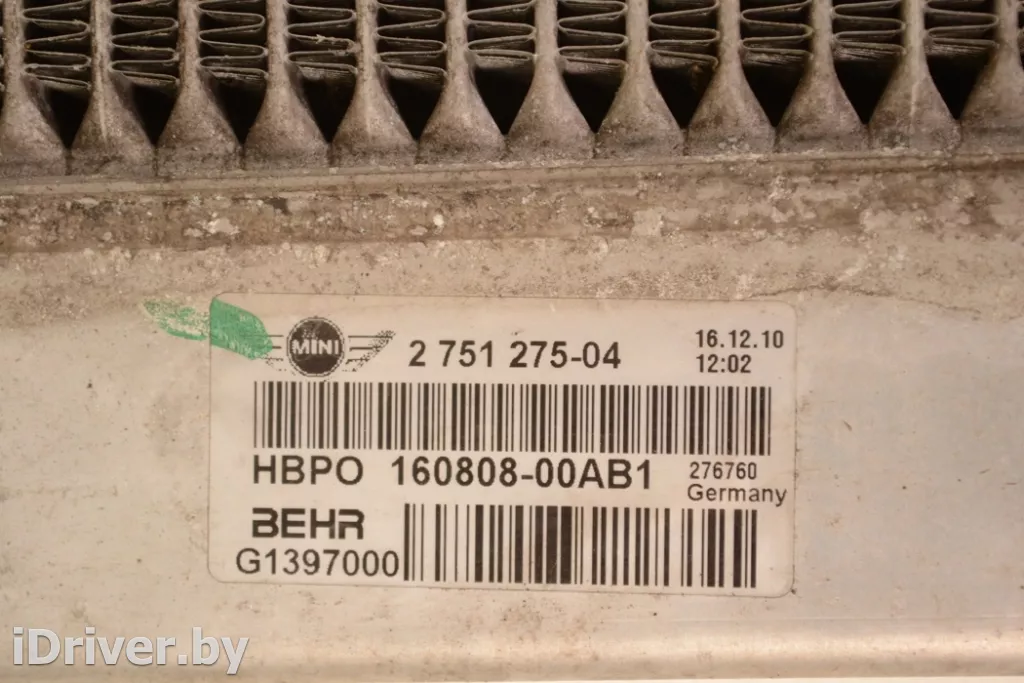 MINI
2 751 275-04
16.12.10
12:02
HBPO 160808-00AB1
276760
Germany
BEHR
G1397000
iDriver.by